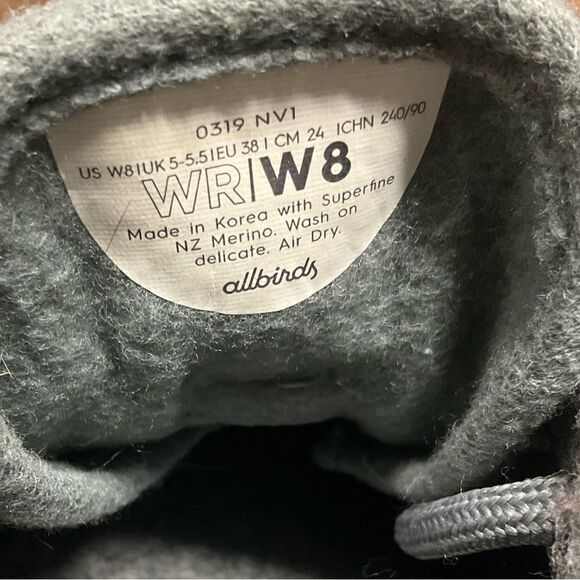 0319 NV1
US W8|UK 5-5.5|EU 38| CM 24 |CHN 240/90
WR|W8
Made in Korea with Superfine
NZ Merino. Wash on
delicate. Air Dry.
allbirds